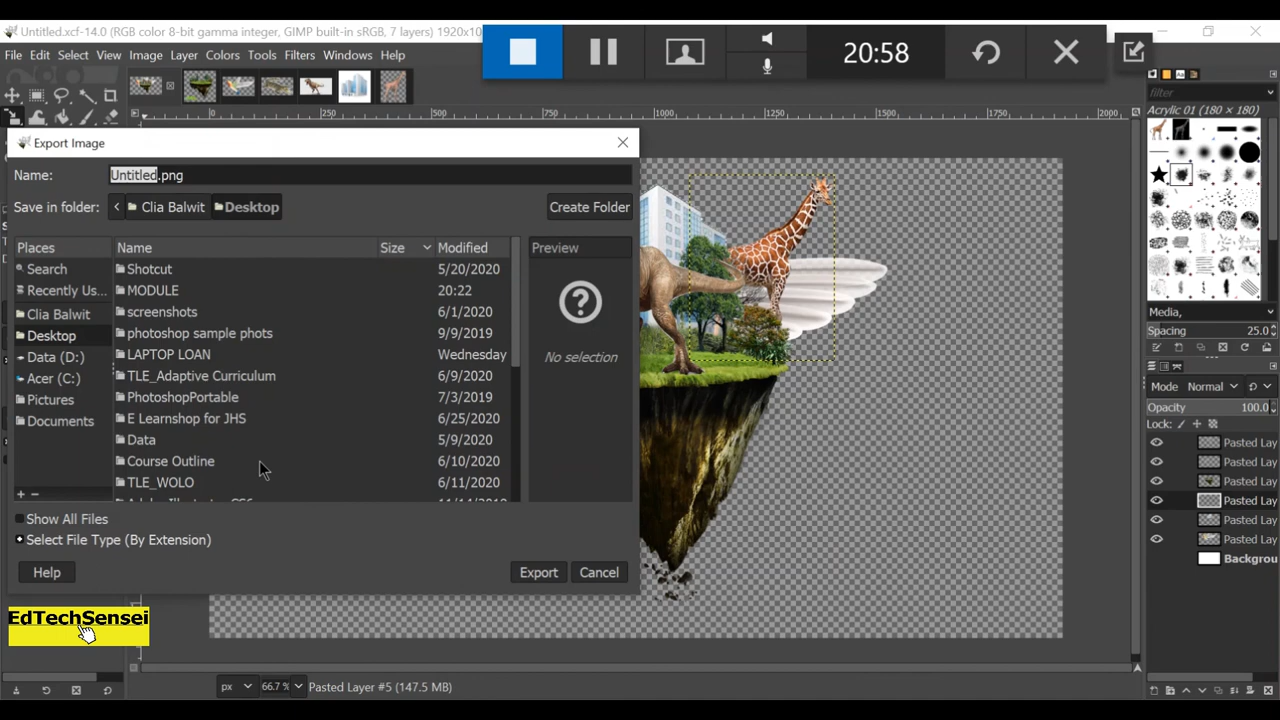 Untitled.xcf-14.0 (RGB color 8-bit gamma integer, GIMP built-in sRGB, 7 layers) 1920x10
20:58
File Edit Select View Image Layer Colors Tools Filters Windows Help
filter
Acrylic 01 (180 × 180)
0 250 500 750 1000 1250 1500 1750 2000
Export Image
Name: Untitled.png
Save in folder: Clia Balwit Desktop Create Folder
Places Name Size Modified Preview
Search Shotcut 5/20/2020
Recently Us... MODULE 20:22
Clia Balwit screenshots 6/1/2020
Desktop photoshop sample phots 9/9/2019
Data (D:) LAPTOP LOAN Wednesday No selection
Acer (C:) TLE_Adaptive Curriculum 6/9/2020
Pictures PhotoshopPortable 7/3/2019
Documents E Learnshop for JHS 6/25/2020
Data 5/9/2020
Course Outline 6/10/2020
TLE_WOLO 6/11/2020
Show All Files
Select File Type (By Extension)
Help Export Cancel
Media,
Spacing 25.0
Mode Normal
Opacity 100.0
Lock:
Pasted Lay
Pasted Lay
Pasted Lay
Pasted Lay
Pasted Lay
Pasted Lay
Backgrou
EdTechSensei
px 66.7 % Pasted Layer #5 (147.5 MB)